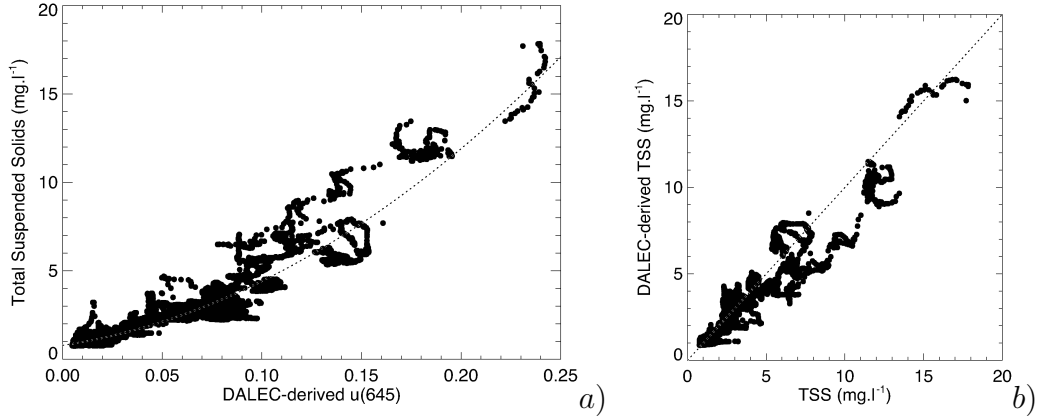 20
15
10
5
0
Total Suspended Solids (mg.l⁻¹)
0.00 0.05 0.10 0.15 0.20 0.25
DALEC-derived u(645)
a)
20
15
10
5
0
DALEC-derived TSS (mg.l⁻¹)
0 5 10 15 20
TSS (mg.l⁻¹)
b)